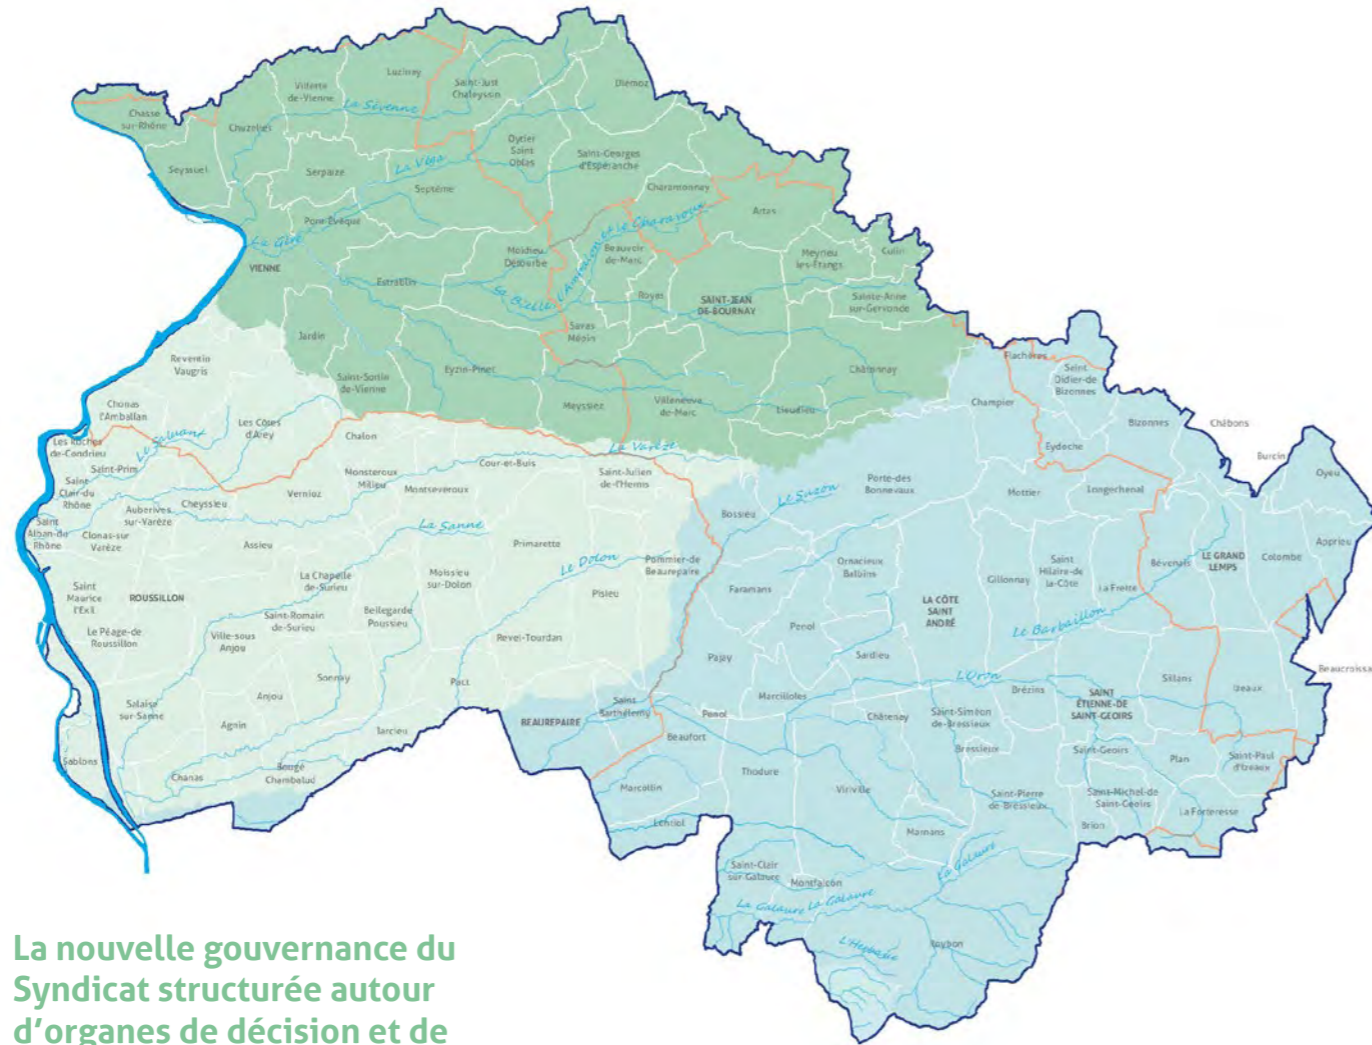 Chasse
sur-Rhône
Villette
de-Vienne
Luzinay
Saint-Just
Chaleyssin
Diémoz
Chuzelles
La Sévenne
Seyssuel
Serpaize
La Véga
Oytier
Saint
Oblas
Saint-Georges
d'Espéranche
Septème
Charantonnay
Pont-Évêque
Artas
La Gère
VIENNE
Moidieu
Détourbe
Beauvoir
de-Marc
Meyrieu
les-Étangs
Culin
Estrablin
La Bielle
Royas
SAINT-JEAN
DE-BOURNAY
Sainte-Anne
sur-Gervonde
Jardin
Savas
Mépin
Reventin
Vaugris
Saint-Sorlin
de-Vienne
Eyzin-Pinet
Meyssiez
Villeneuve
de-Marc
Châtonnay
Lieudieu
Flachères
Saint
Didier-de
Bizonnes
Champier
Bizonnes
Châbons
Burcin
Oyeu
Chonas
l'Amballan
Les Côtes
d'Arey
Les Roches
de-Condrieu
Le Saluant
Chalon
Eydoche
La Varèze
Saint-Prim
Monsteroux
Milieu
Cour-et-Buis
Saint-Julien
de-l'Herms
Porte-des
Bonnevaux
Saint
Clair-du
Rhône
Vernioz
Montseveroux
Le Suzon
Mottier
Longechenal
Cheyssieu
Auberives
sur-Varèze
Bossieu
Saint
Alban-du
Rhône
Clonas-sur
Varèze
Assieu
La Sanne
Primarette
Le Dolon
Pommier-de
Beaurepaire
Ornacieux
Balbins
Gillonnay
Saint
Hilaire-de
la-Côte
La Frette
Bévenais
LE GRAND
LEMPS
Colombe
Apprieu
Saint
Maurice
l'Exil
ROUSSILLON
La Chapelle
de-Surieu
Moissieu
sur-Dolon
Pisieu
Faramans
LA CÔTE
SAINT
ANDRÉ
Le Barbaillon
Le Péage-de
Roussillon
Ville-sous
Anjou
Saint-Romain
de-Surieu
Bellegarde
Poussieu
Revel-Tourdan
Penol
Pajay
Sardieu
L'Oron
Sillans
Izeaux
Beaucroissa
Salaise
sur-Sanne
Anjou
Sonnay
Pact
Marcilloles
Brézins
SAINT
ÉTIENNE-DE
SAINT-GEOIRS
Agnin
Jarcieu
BEAUREPAIRE
Saint
Barthélemy
Penol
Beaufort
Châtenay
Saint-Siméon
de-Bressieux
Bressieux
Saint-Geoirs
Plan
Saint-Paul
d'Izeaux
Sablons
Chanas
Bougé
Chambalud
Marcollin
Thodure
Viriville
Saint-Pierre
de-Bressieux
Saint-Michel-de
Saint-Geoirs
La Forteresse
Lentiol
Marnans
Brion
Saint-Clair
sur-Galaure
Montfalcon
La Galaure
La Galaure
La Galaure
L'Herbasse
Roybon
La nouvelle gouvernance du
Syndicat structurée autour
d'organes de décision et de